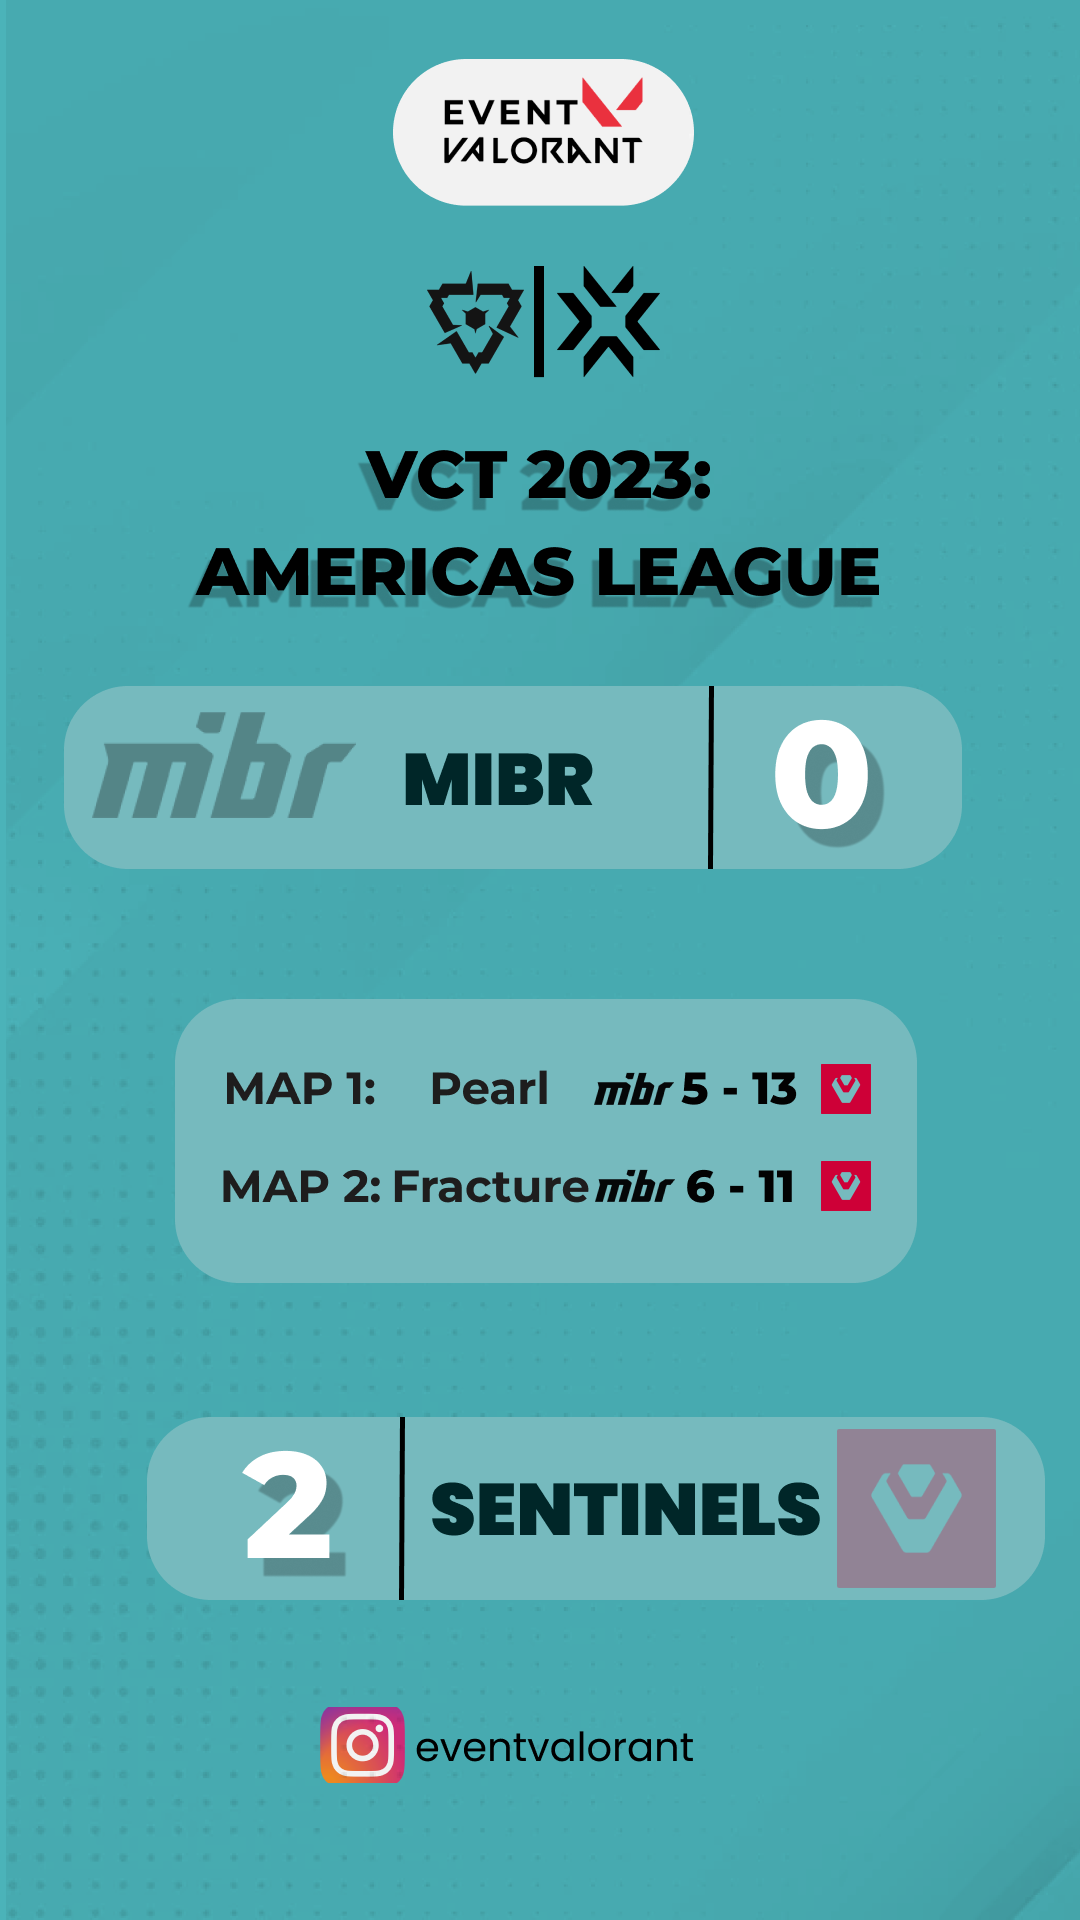 EVENT
VALORANT
VCT 2023:
AMERICAS LEAGUE
mibr MIBR 0
MAP 1: Pearl mibr 5 - 13
MAP 2: Fracture mibr 6 - 11
2 SENTINELS
eventvalorant